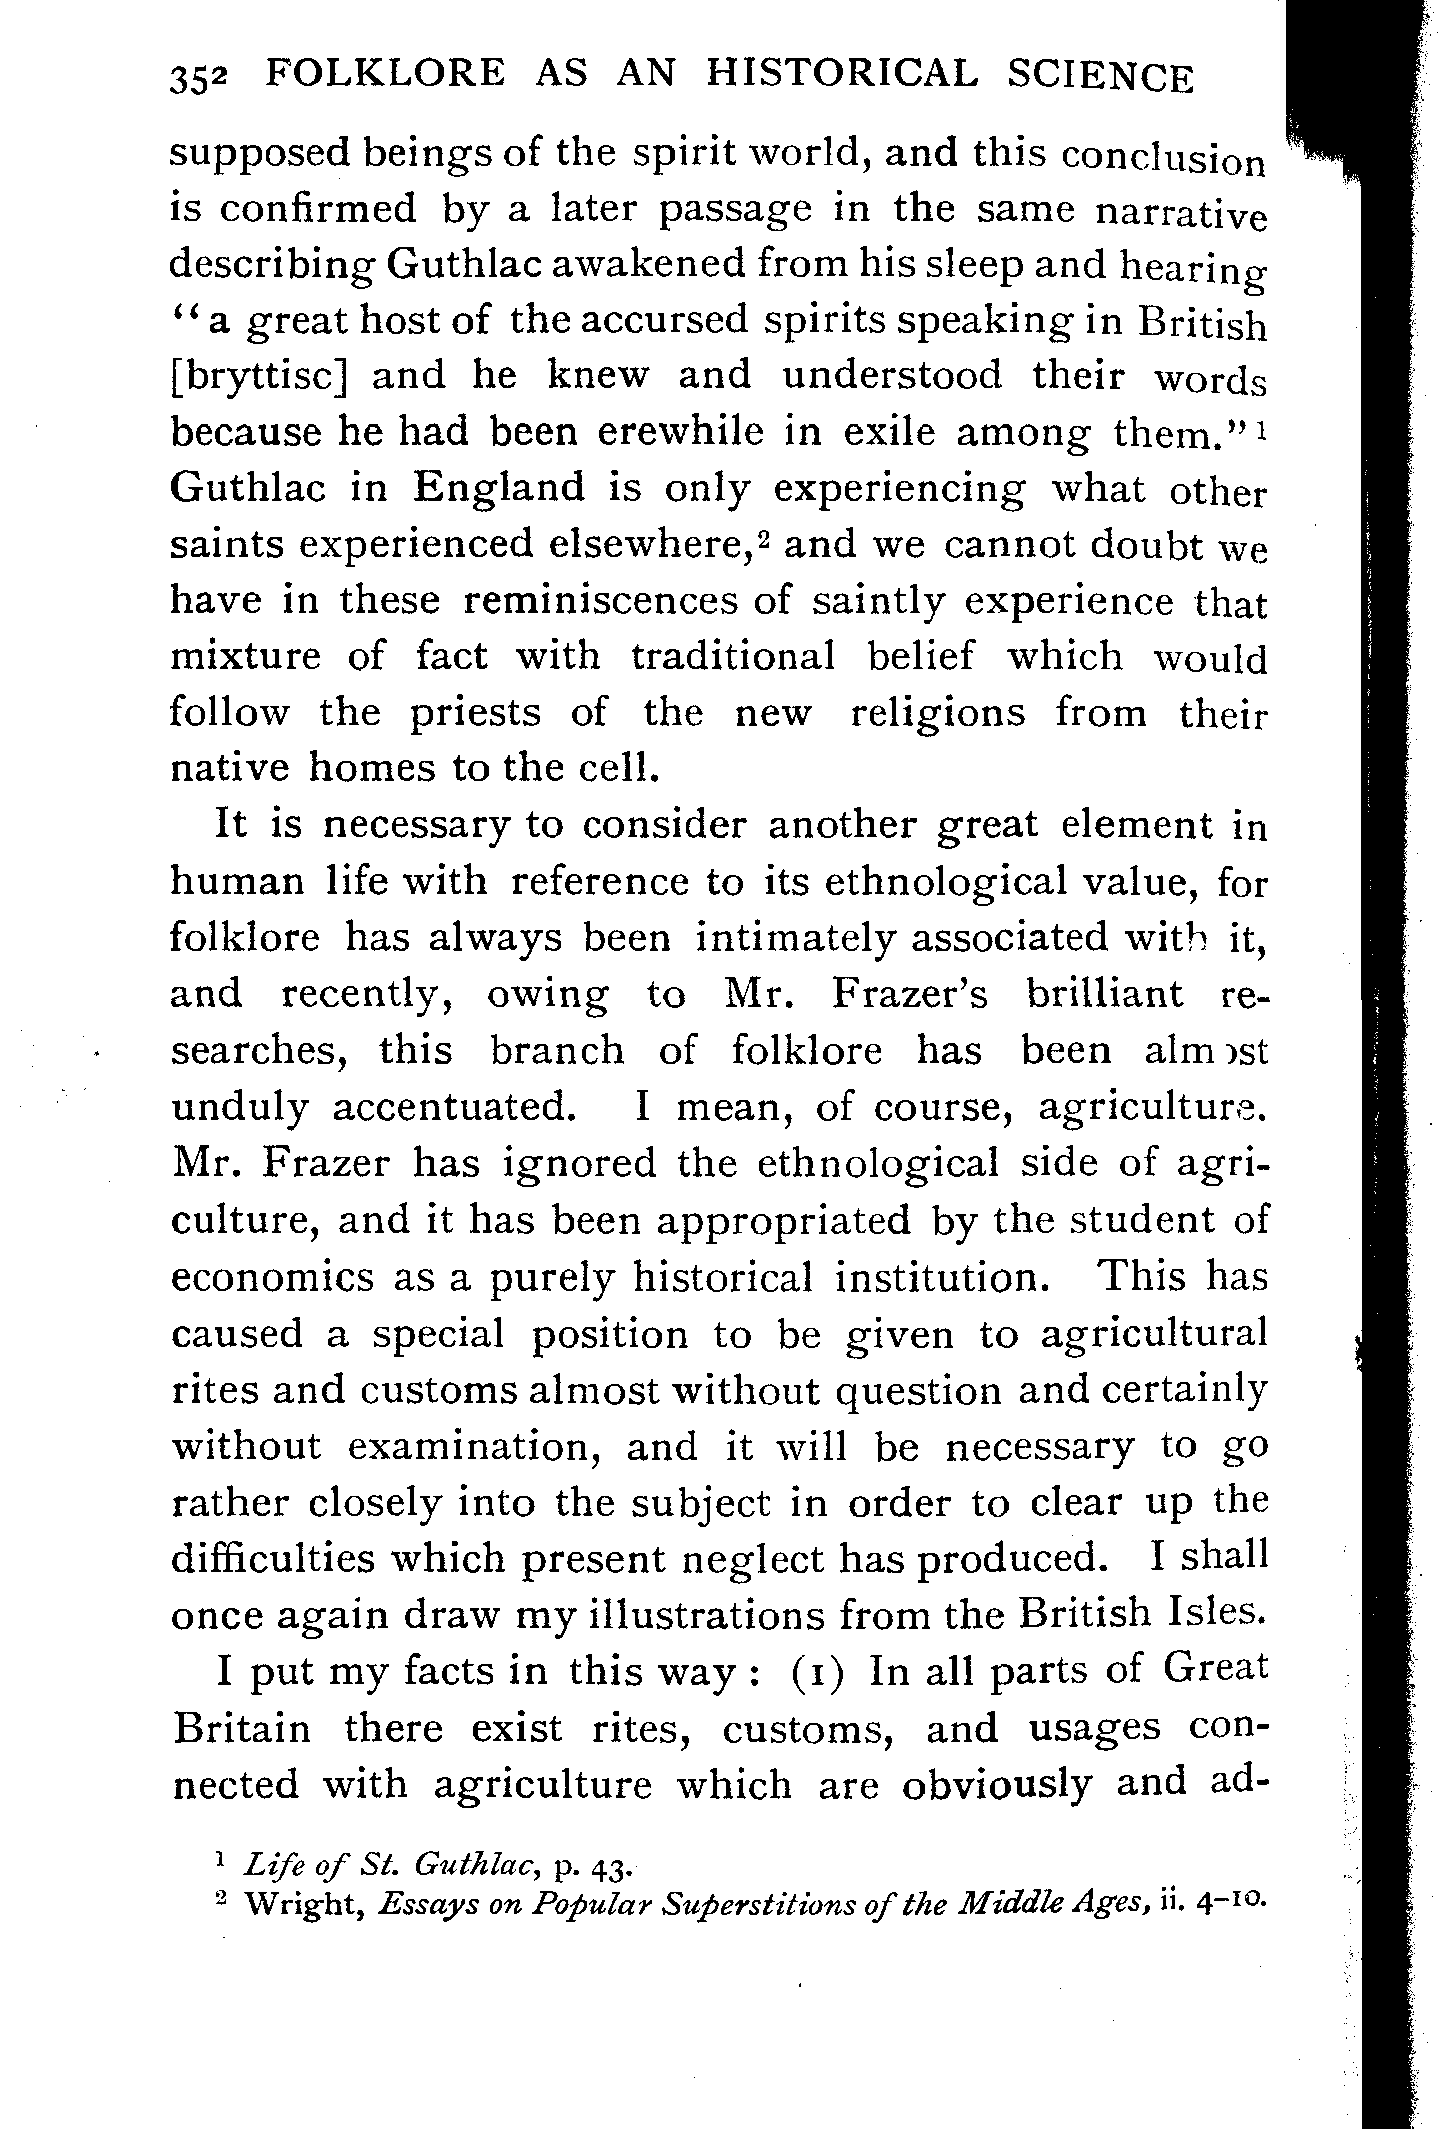 352 FOLKLORE AS AN HISTORICAL SCIENCE
supposed beings of the spirit world, and this conclusion
is confirmed by a later passage in the same narrative
describing Guthlac awakened from his sleep and hearing
“a great host of the accursed spirits speaking in British
[bryttisc] and he knew and understood their words
because he had been erewhile in exile among them.” 1
Guthlac in England is only experiencing what other
saints experienced elsewhere,2 and we cannot doubt we
have in these reminiscences of saintly experience that
mixture of fact with traditional belief which would
follow the priests of the new religions from their
native homes to the cell.
It is necessary to consider another great element in
human life with reference to its ethnological value, for
folklore has always been intimately associated with it,
and recently, owing to Mr. Frazer’s brilliant re-
searches, this branch of folklore has been almost
unduly accentuated. I mean, of course, agriculture.
Mr. Frazer has ignored the ethnological side of agri-
culture, and it has been appropriated by the student of
economics as a purely historical institution. This has
caused a special position to be given to agricultural
rites and customs almost without question and certainly
without examination, and it will be necessary to go
rather closely into the subject in order to clear up the
difficulties which present neglect has produced. I shall
once again draw my illustrations from the British Isles.
I put my facts in this way : (1) In all parts of Great
Britain there exist rites, customs, and usages con-
nected with agriculture which are obviously and ad-
1 Life of St. Guthlac, p. 43.
2 Wright, Essays on Popular Superstitions of the Middle Ages, ii. 4–10.